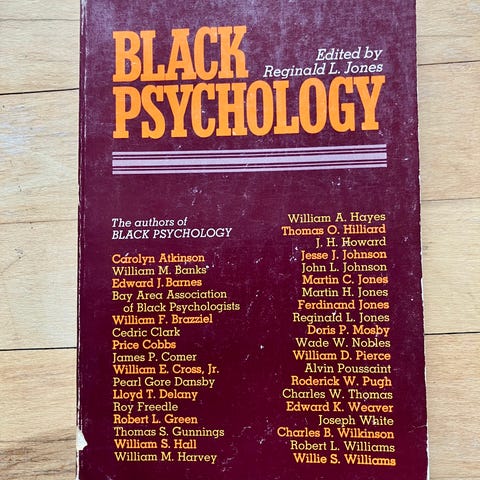 BLACK
PSYCHOLOGY
Edited by
Reginald L. Jones
The authors of
BLACK PSYCHOLOGY
Carolyn Atkinson
William M. Banks
Edward J. Barnes
Bay Area Association
of Black Psychologists
William F. Brazziel
Cedric Clark
Price Cobbs
James P. Comer
William E. Cross, Jr.
Pearl Gore Dansby
Lloyd T. Delany
Roy Freedle
Robert L. Green
Thomas S. Gunnings
William S. Hall
William M. Harvey
William A. Hayes
Thomas O. Hilliard
J. H. Howard
Jesse J. Johnson
John L. Johnson
Martin C. Jones
Martin H. Jones
Ferdinand Jones
Reginald L. Jones
Doris P. Mosby
Wade W. Nobles
William D. Pierce
Alvin Poussaint
Roderick W. Pugh
Charles W. Thomas
Edward K. Weaver
Joseph White
Charles B. Wilkinson
Robert L. Williams
Willie S. Williams